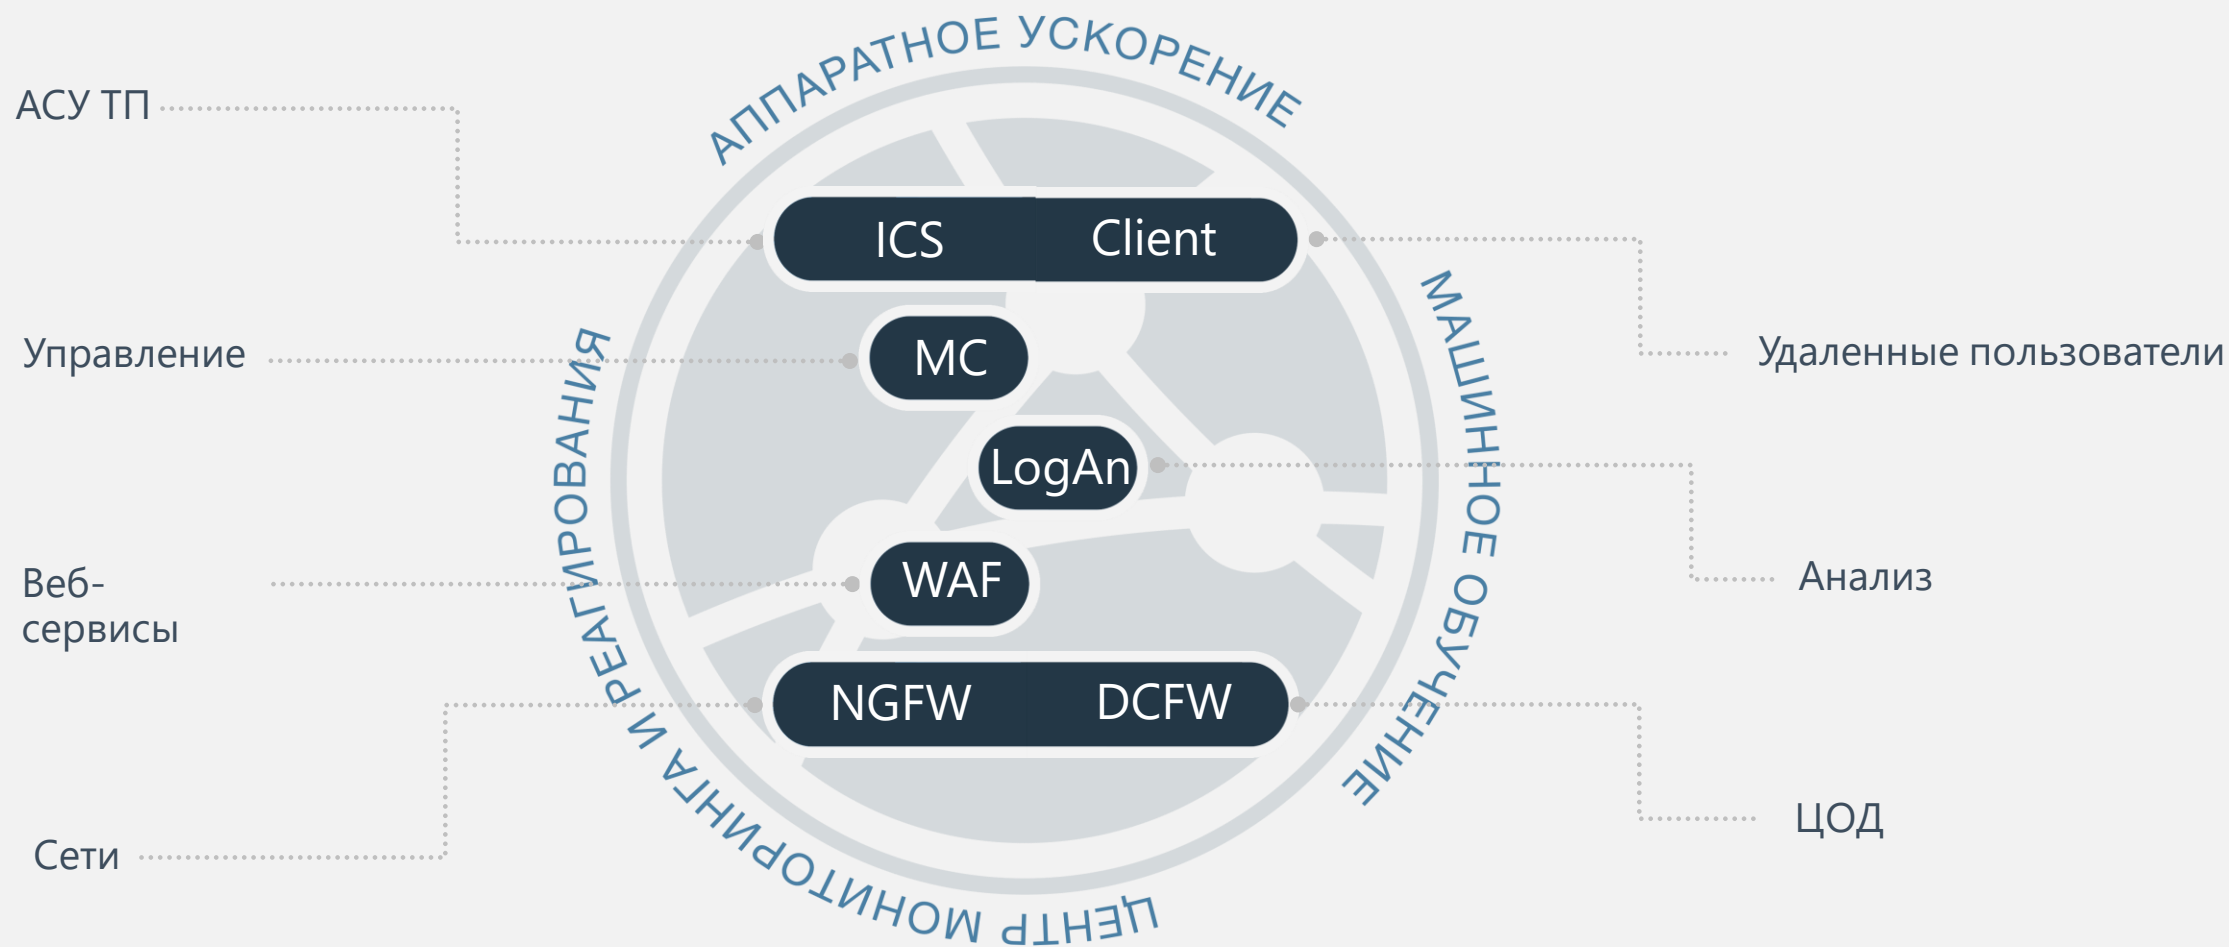 АППАРАТНОЕ УСКОРЕНИЕ
АСУ ТП
ICS
Client
МАШИННОЕ ОБУЧЕНИЕ
Управление
MC
Удаленные пользователи
LogAn
Веб-
сервисы
WAF
Анализ
NGFW
DCFW
Сети
ЦОД
ЦЕНТР МОНИТОРИНГА И РЕАГИРОВАНИЯ